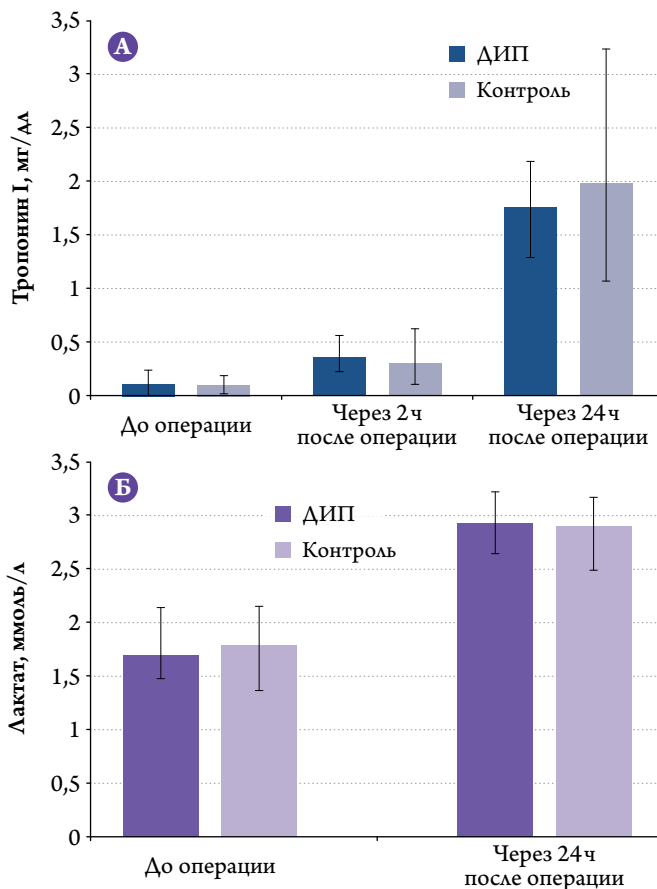 3,5
А
ДИП
3
Контроль
2,5
2
1,5
1
0,5
0
Тропонин I, мг/дл
До операции
Через 2 ч
после операции
Через 24 ч
после операции
3,5
Б
ДИП
3
Контроль
2,5
2
1,5
1
0,5
0
Лактат, ммоль/л
До операции
Через 24 ч
после операции